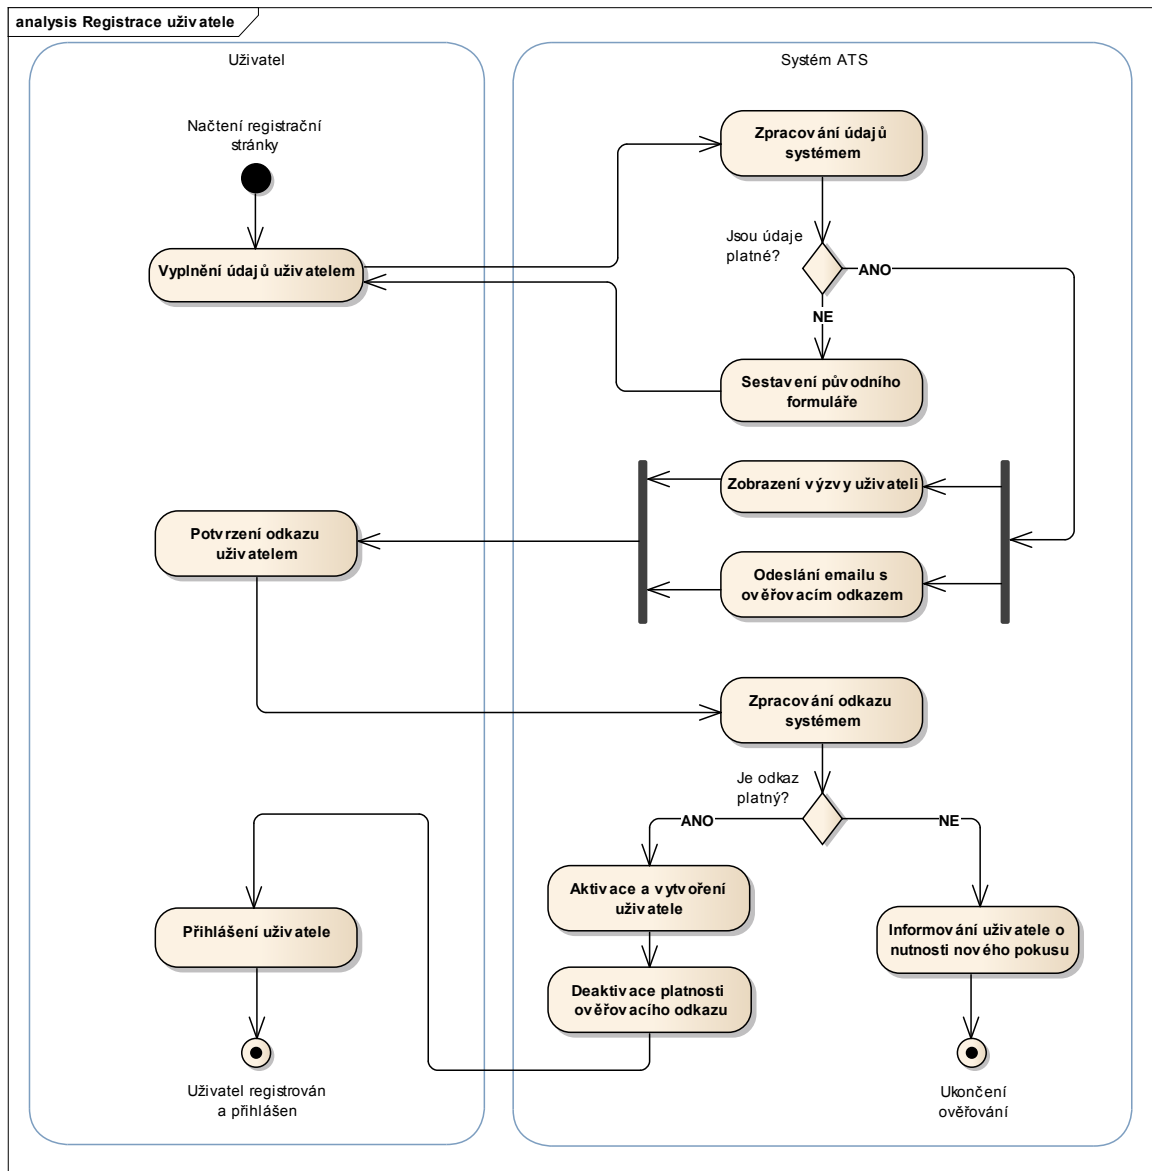 analysis Registrace uživatele
Uživatel
Systém ATS
Načtení registrační
stránky
Zpracování údajů
systémem
Jsou údaje
platné?
Vyplnění údajů uživatelem
ANO
NE
Sestavení původního
formuláře
Zobrazení výzvy uživateli
Potvrzení odkazu
uživatelem
Odeslání emailu s
ověřovacím odkazem
Zpracování odkazu
systémem
Je odkaz
platný?
ANO
NE
Aktivace a vytvoření
uživatele
Přihlášení uživatele
Informování uživatele o
nutnosti nového pokusu
Deaktivace platnosti
ověřovacího odkazu
Uživatel registrován
a přihlášen
Ukončení
ověřování